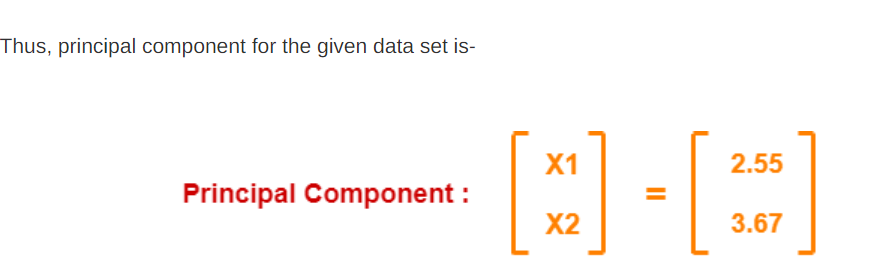 Thus, principal component for the given data set is-
X1 2.55
Principal Component : =
X2 3.67